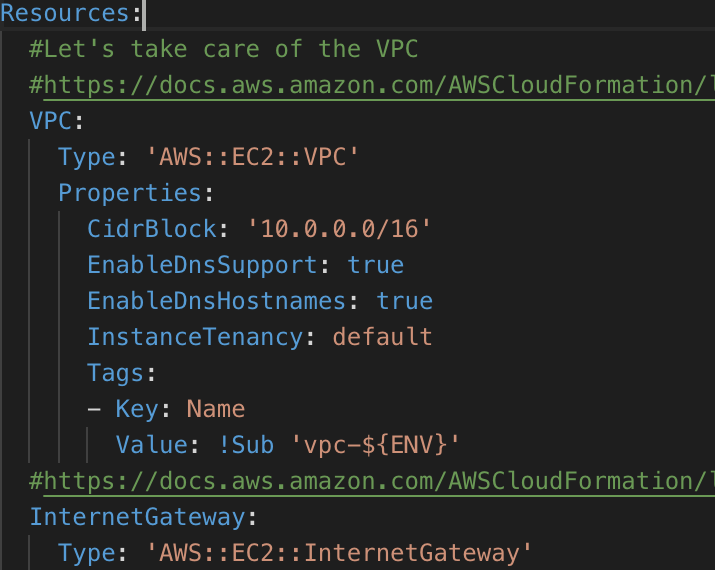 Resources:
  #Let's take care of the VPC
  #https://docs.aws.amazon.com/AWSCloudFormation/
  VPC:
    Type: 'AWS::EC2::VPC'
    Properties:
      CidrBlock: '10.0.0.0/16'
      EnableDnsSupport: true
      EnableDnsHostnames: true
      InstanceTenancy: default
      Tags:
      - Key: Name
        Value: !Sub 'vpc-${ENV}'
  #https://docs.aws.amazon.com/AWSCloudFormation/
  InternetGateway:
    Type: 'AWS::EC2::InternetGateway'